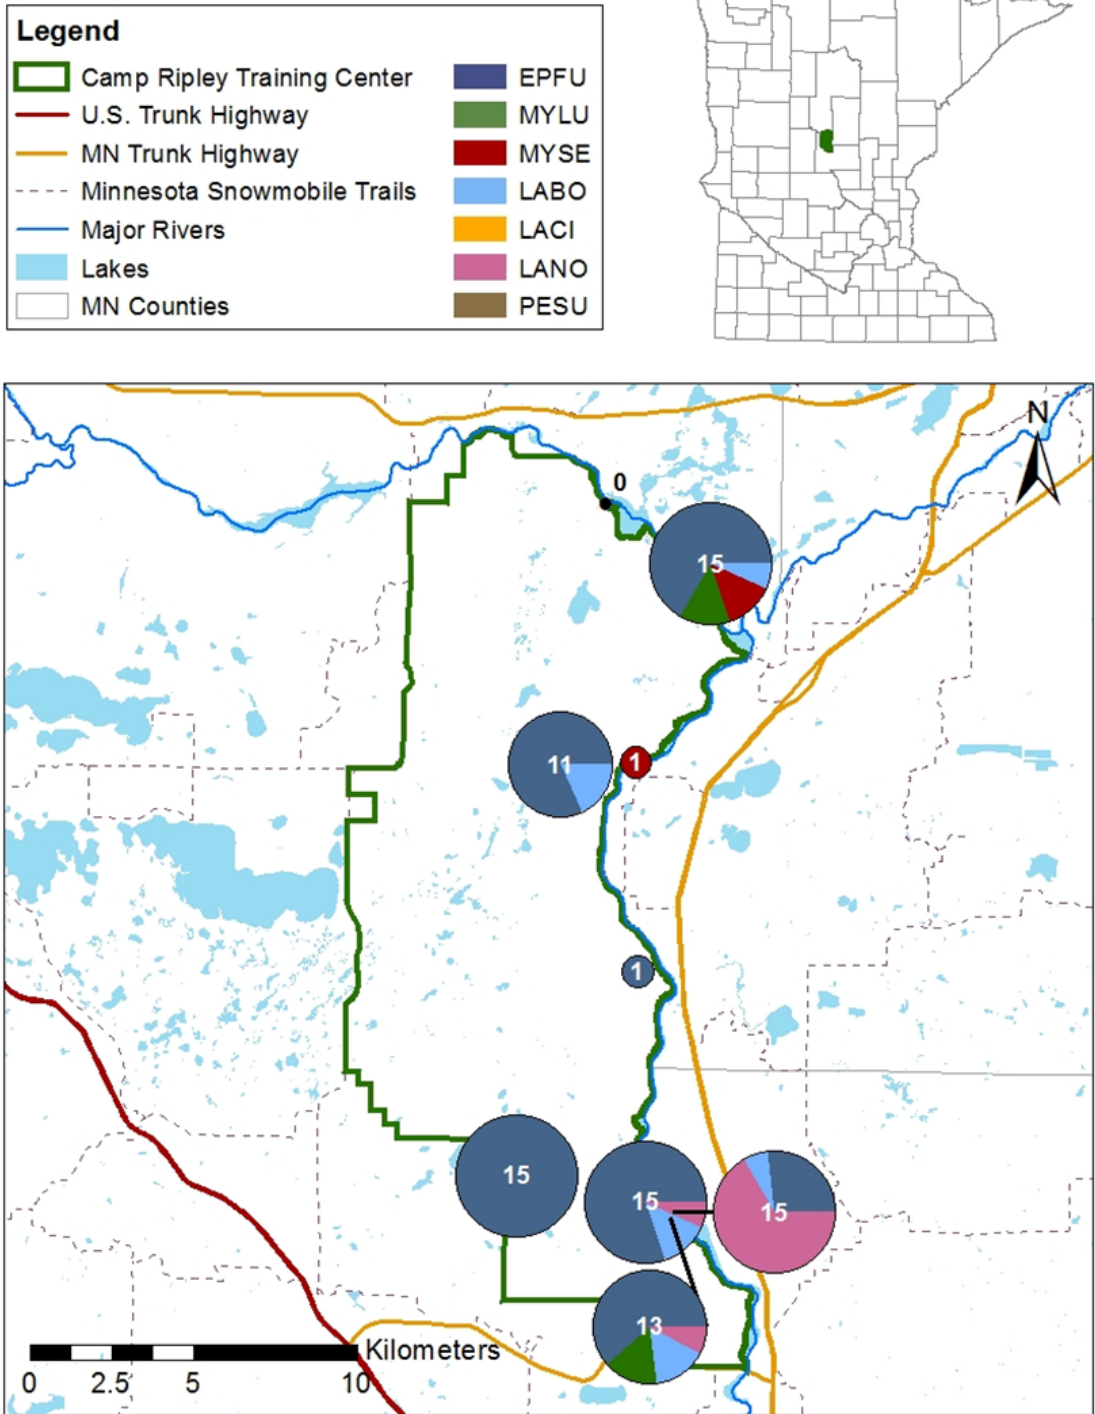 Legend
Camp Ripley Training Center
U.S. Trunk Highway
MN Trunk Highway
Minnesota Snowmobile Trails
Major Rivers
Lakes
MN Counties
EPFU
MYLU
MYSE
LABO
LACI
LANO
PESU
N
0
15
11
1
1
15
15
15
13
Kilometers
0 2.5 5 10